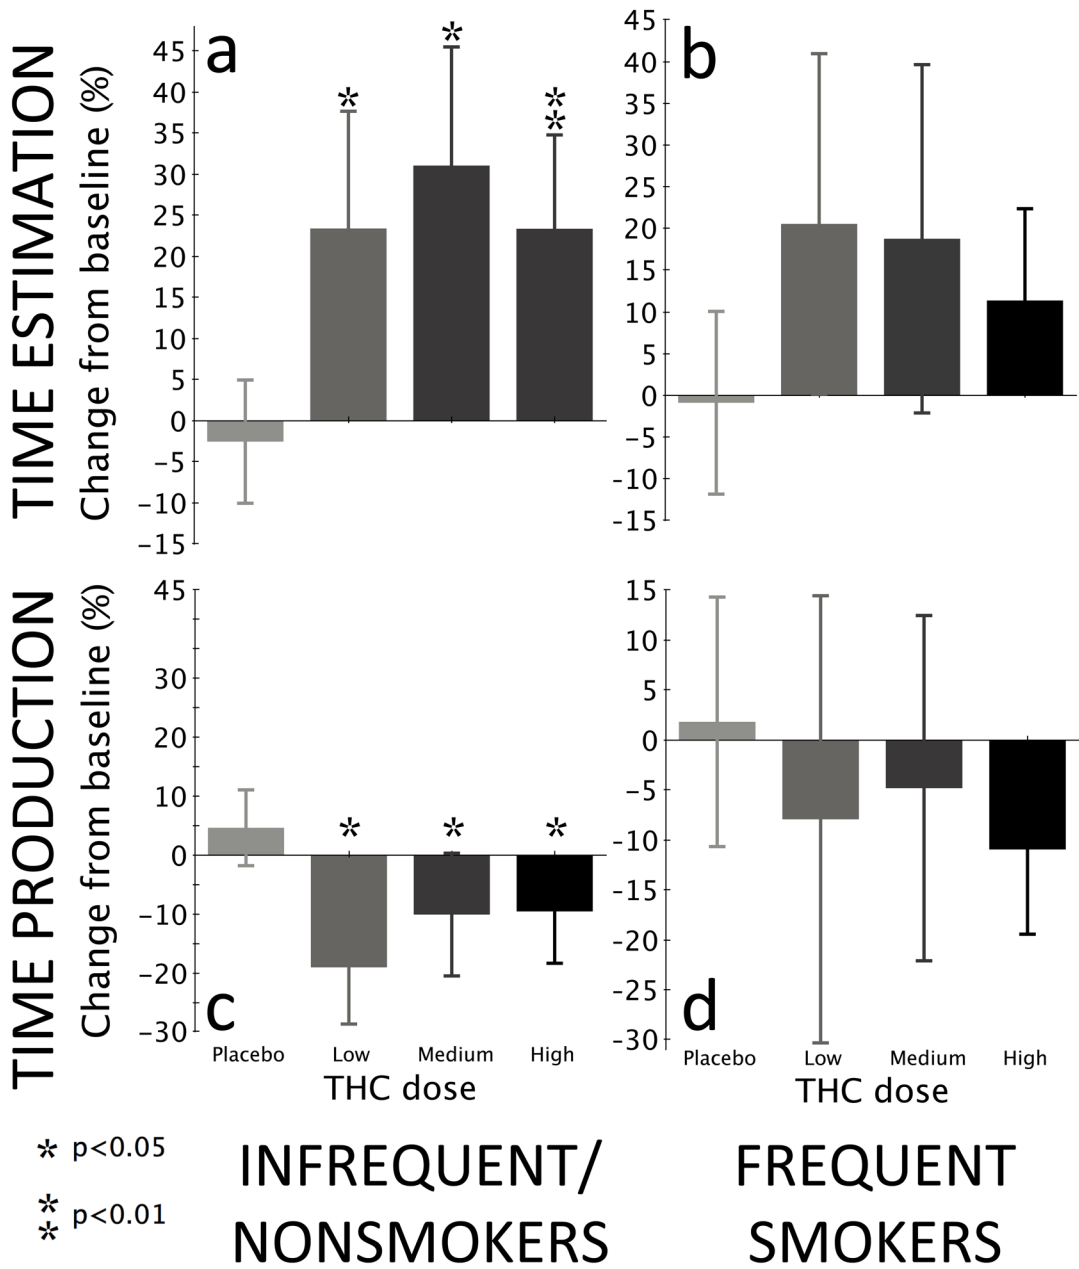 TIME ESTIMATION
Change from baseline (%)
a
45
40
35
30
25
20
15
10
5
0
−5
−10
−15
*
*
*
*
b
45
40
35
30
25
20
15
10
5
0
−5
−10
−15
TIME PRODUCTION
Change from baseline (%)
45
30
20
10
0
−10
−20
−30
* * *
c
Placebo Low Medium High
THC dose
15
10
5
0
−5
−10
−15
−20
−25
−30
d
Placebo Low Medium High
THC dose
* p<0.05
*
* p<0.01
INFREQUENT/
NONSMOKERS
FREQUENT
SMOKERS